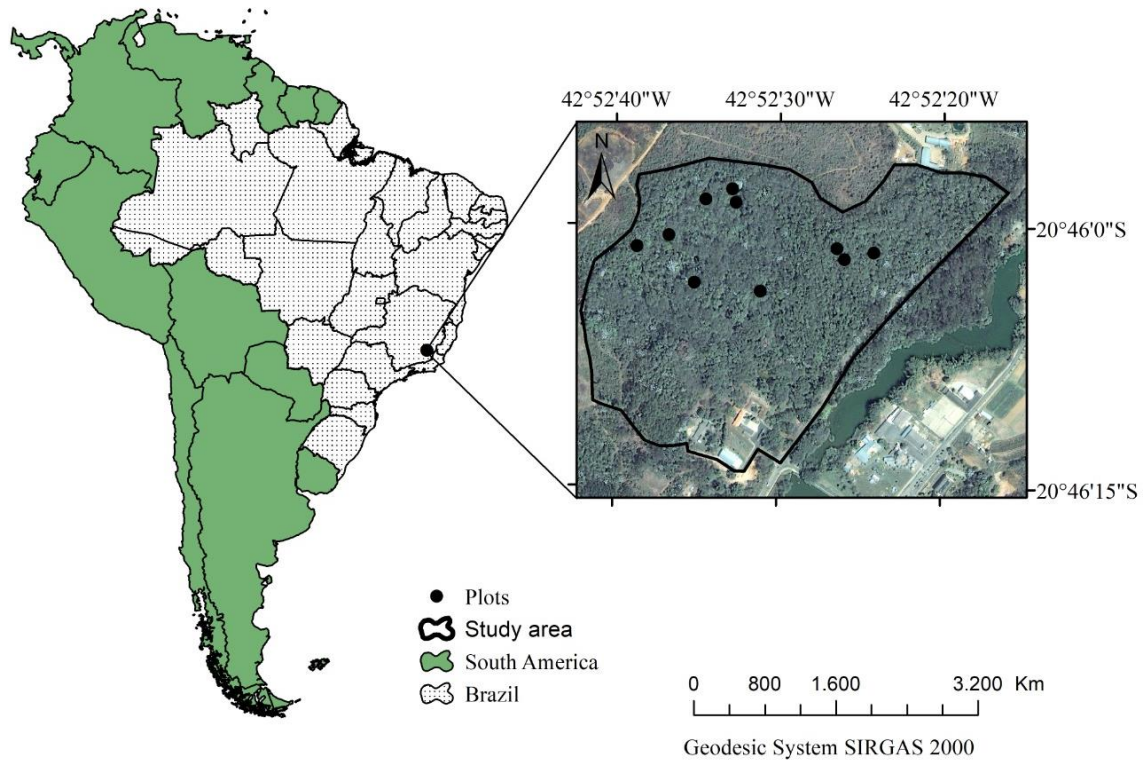 42°52'40"W 42°52'30"W 42°52'20"W
N
20°46'0"S
20°46'15"S
Plots
Study area
South America
Brazil
0 800 1.600 3.200 Km
Geodesic System SIRGAS 2000